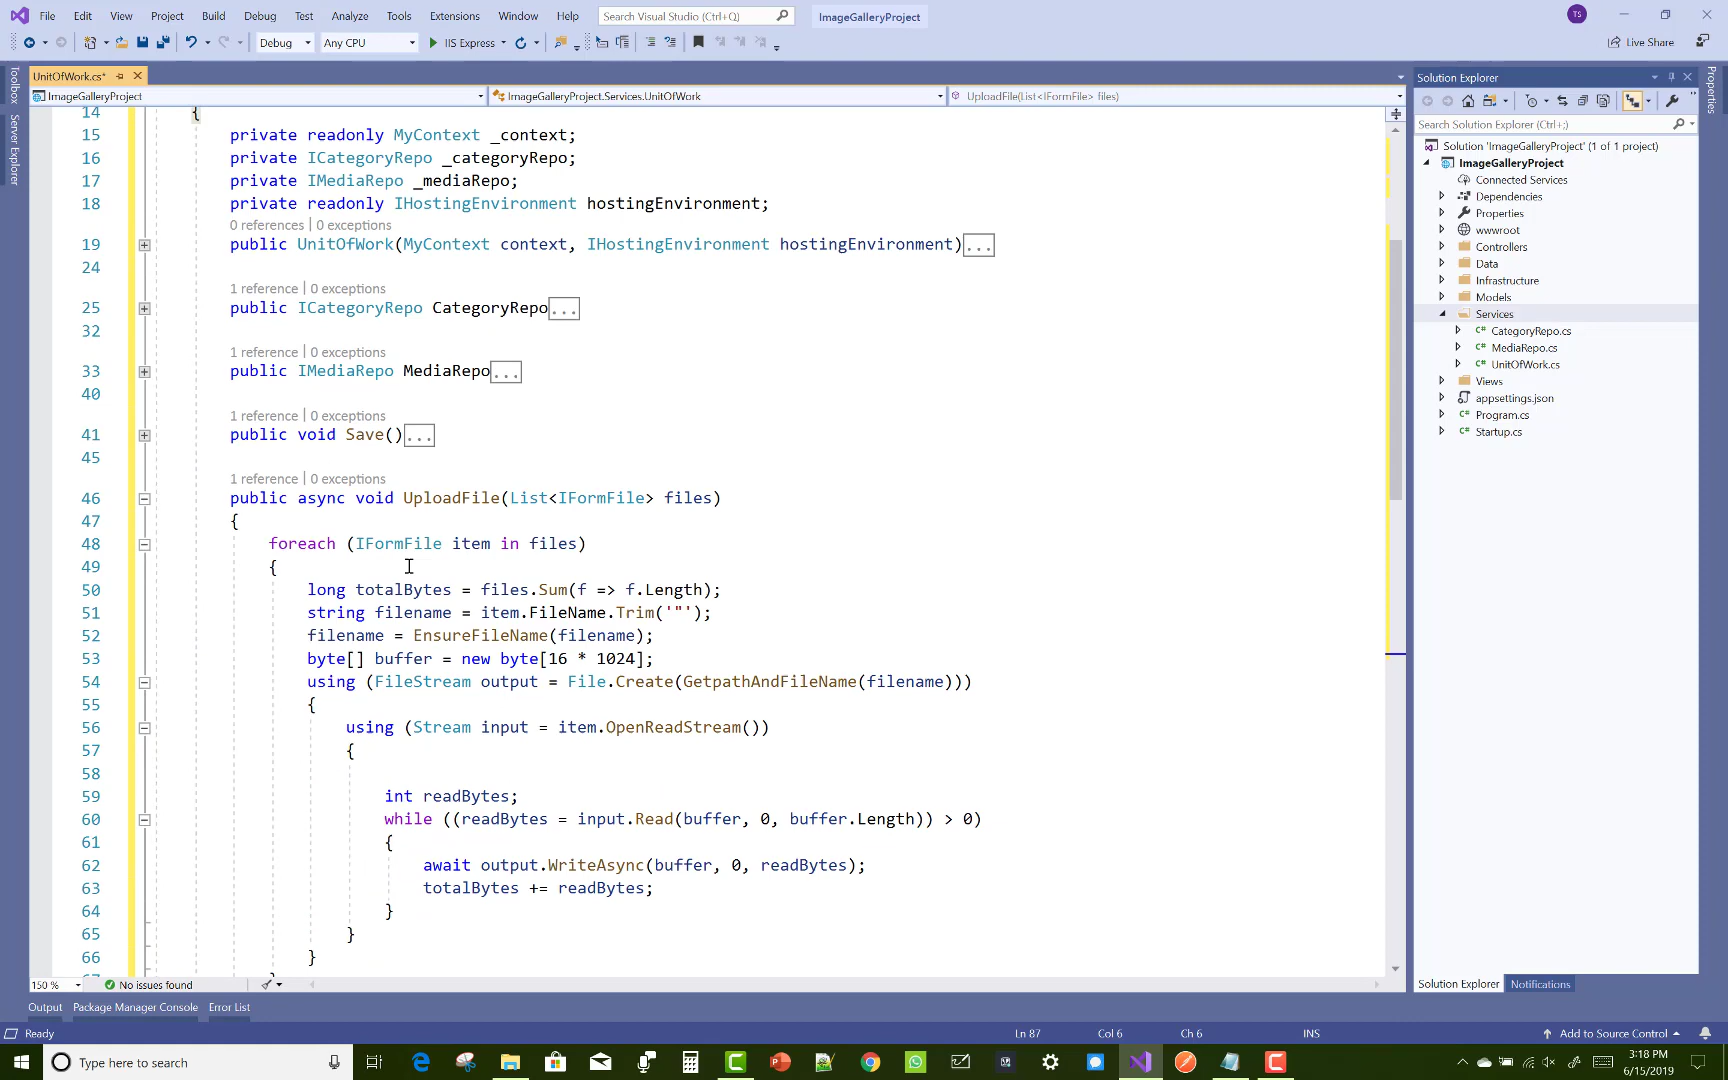 File Edit View Project Build Debug Test Analyze Tools Extensions Window Help Search Visual Studio (Ctrl+Q) ImageGalleryProject TS
Debug Any CPU IIS Express Live Share
UnitOfWork.cs*
ImageGalleryProject ImageGalleryProject.Services.UnitOfWork UploadFile(List<IFormFile> files)
Toolbox
Server Explorer
14 {
15 private readonly MyContext _context;
16 private ICategoryRepo _categoryRepo;
17 private IMediaRepo _mediaRepo;
18 private readonly IHostingEnvironment hostingEnvironment;
0 references | 0 exceptions
19 public UnitOfWork(MyContext context, IHostingEnvironment hostingEnvironment)...
24
1 reference | 0 exceptions
25 public ICategoryRepo CategoryRepo...
32
1 reference | 0 exceptions
33 public IMediaRepo MediaRepo...
40
1 reference | 0 exceptions
41 public void Save()...
45
1 reference | 0 exceptions
46 public async void UploadFile(List<IFormFile> files)
47 {
48 foreach (IFormFile item in files)
49 {
50 long totalBytes = files.Sum(f => f.Length);
51 string filename = item.FileName.Trim('"');
52 filename = EnsureFileName(filename);
53 byte[] buffer = new byte[16 * 1024];
54 using (FileStream output = File.Create(GetpathAndFileName(filename)))
55 {
56 using (Stream input = item.OpenReadStream())
57 {
58
59 int readBytes;
60 while ((readBytes = input.Read(buffer, 0, buffer.Length)) > 0)
61 {
62 await output.WriteAsync(buffer, 0, readBytes);
63 totalBytes += readBytes;
64 }
65 }
66 }
150 % No issues found
Output Package Manager Console Error List
Solution Explorer
Search Solution Explorer (Ctrl+;)
Solution 'ImageGalleryProject' (1 of 1 project)
ImageGalleryProject
Connected Services
Dependencies
Properties
wwwroot
Controllers
Data
Infrastructure
Models
Services
C# CategoryRepo.cs
C# MediaRepo.cs
C# UnitOfWork.cs
Views
appsettings.json
C# Program.cs
C# Startup.cs
Solution Explorer Notifications
Properties
Ready Ln 87 Col 6 Ch 6 INS Add to Source Control
Type here to search
3:18 PM
6/15/2019